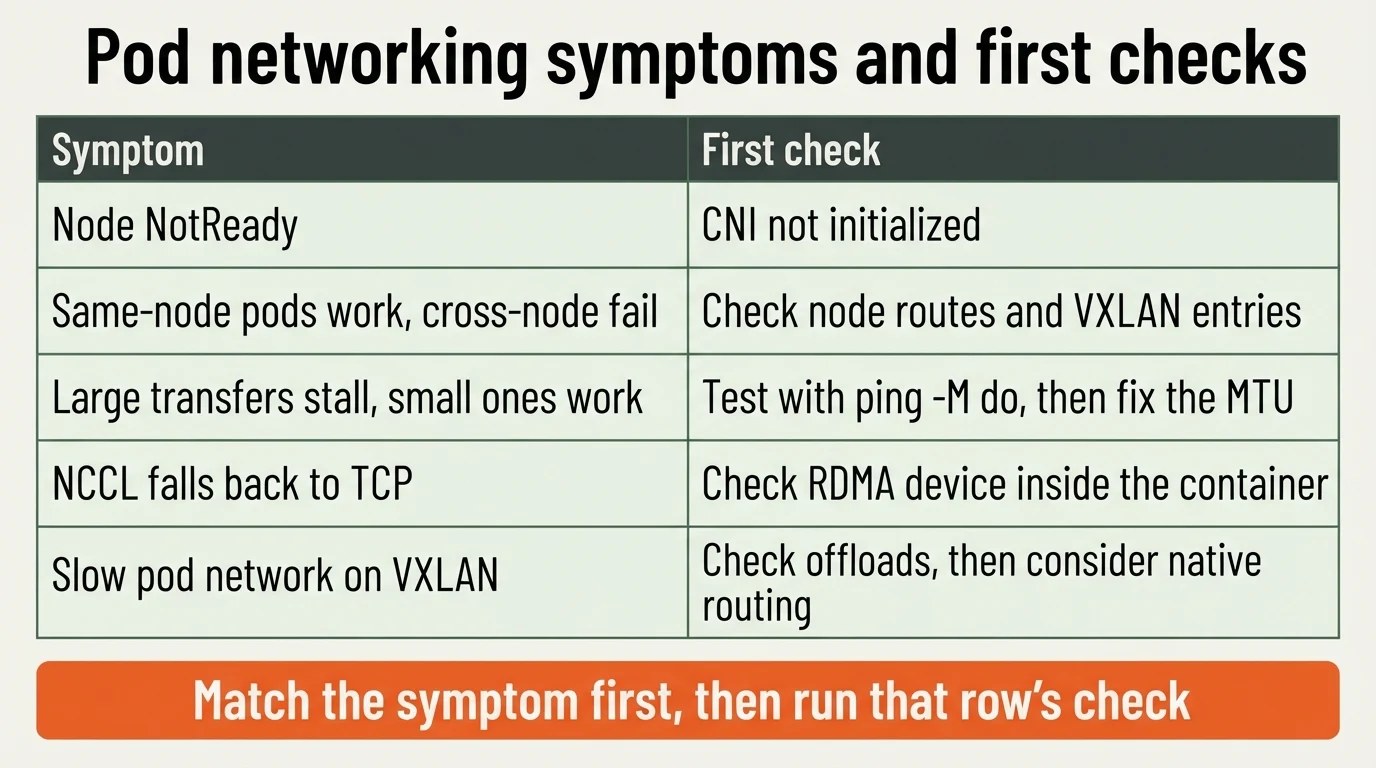 Pod networking symptoms and first checks
Symptom
First check
Node NotReady
CNI not initialized
Same-node pods work, cross-node fail
Check node routes and VXLAN entries
Large transfers stall, small ones work
Test with ping -M do, then fix the MTU
NCCL falls back to TCP
Check RDMA device inside the container
Slow pod network on VXLAN
Check offloads, then consider native
routing
Match the symptom first, then run that row’s check